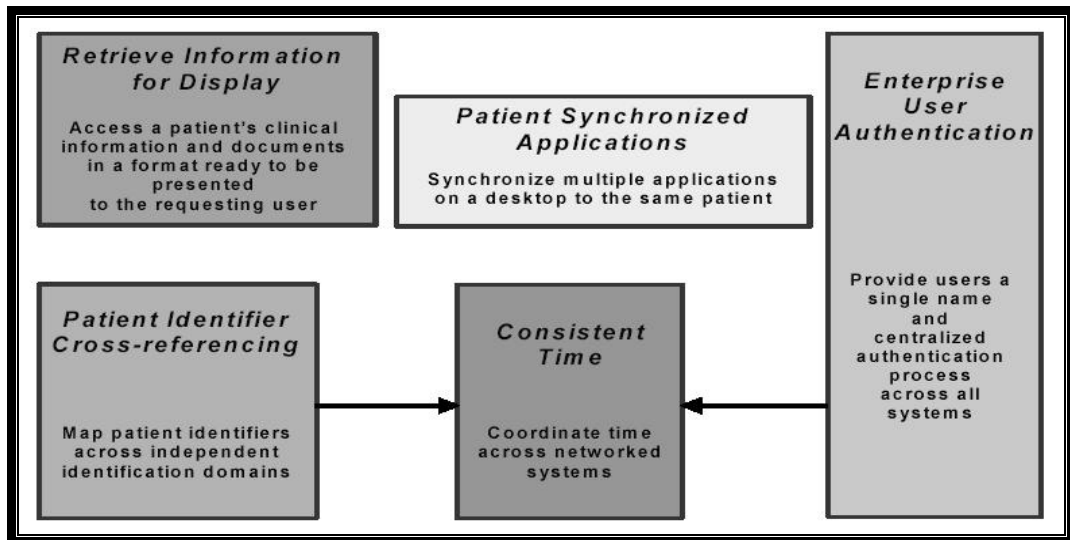 Retrieve Information
for Display
Access a patient's clinical
information and documents
in a format ready to be
presented
to the requesting user
Patient Synchronized
Applications
Synchronize multiple applications
on a desktop to the same patient
Enterprise
User
Authentication
Provide users a
single name
and
centralized
authentication
process
across all
systems
Patient Identifier
Cross-referencing
Map patient identifiers
across independent
identification domains
Consistent
Time
Coordinate time
across networked
systems